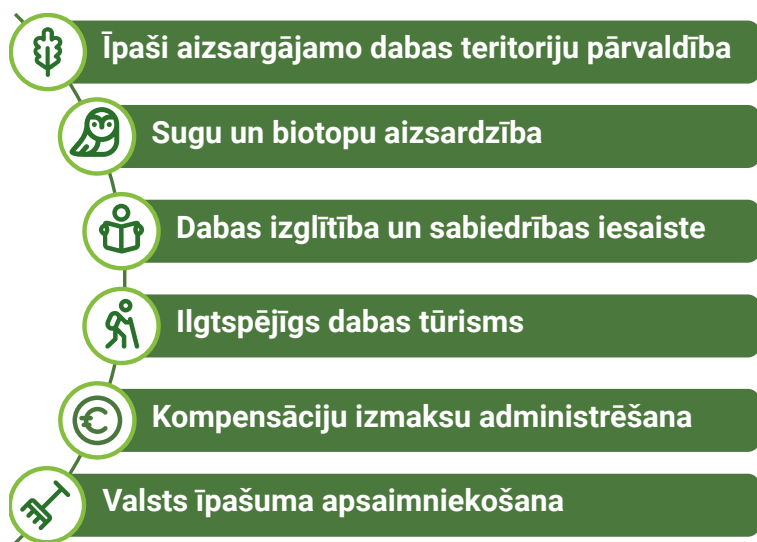 Īpaši aizsargājamo dabas teritoriju pārvaldība
Sugu un biotopu aizsardzība
Dabas izglītība un sabiedrības iesaiste
Ilgtspējīgs dabas tūrisms
Kompensāciju izmaksu administrēšana
Valsts īpašuma apsaimniekošana